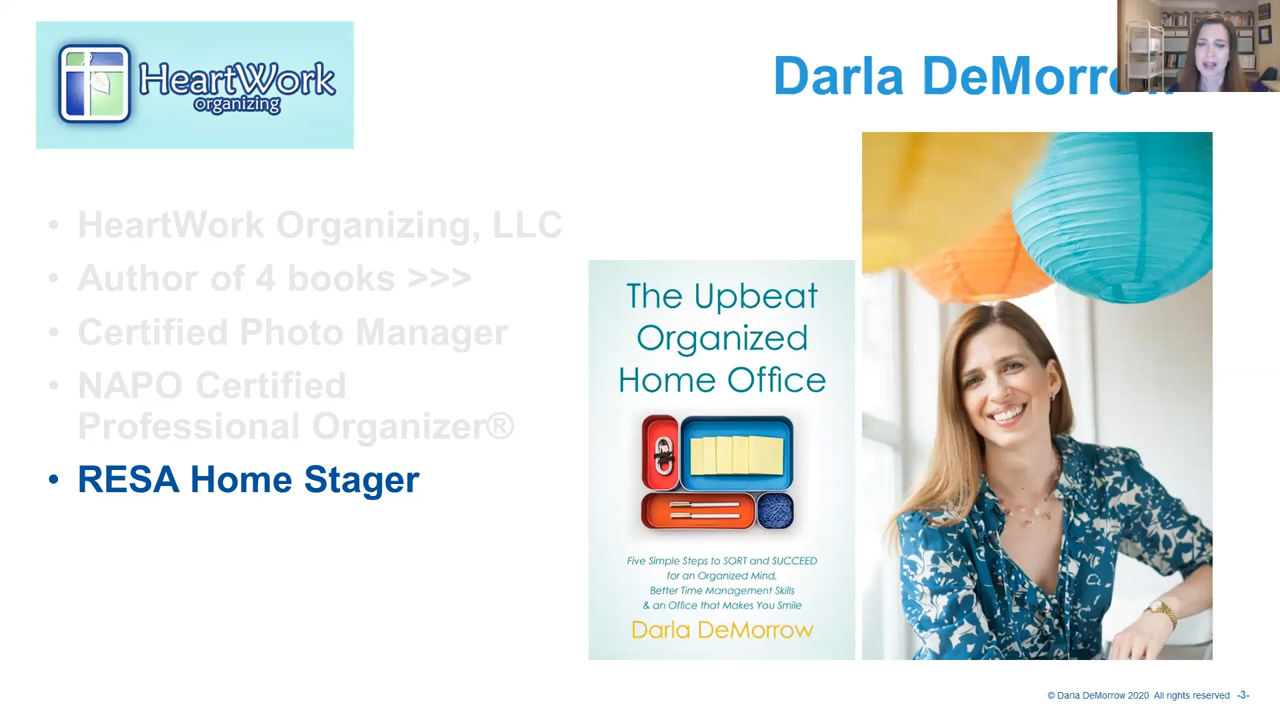 HeartWork
organizing
Darla DeMorrow
• HeartWork Organizing, LLC
• Author of 4 books >>>
• Certified Photo Manager
• NAPO Certified
Professional Organizer®
• RESA Home Stager
The Upbeat
Organized
Home Office
Five Simple Steps to SORT and SUCCEED
for an Organized Mind,
Better Time Management Skills
& an Office that Makes You Smile
Darla DeMorrow
© Darla DeMorrow 2020 All rights reserved -3-